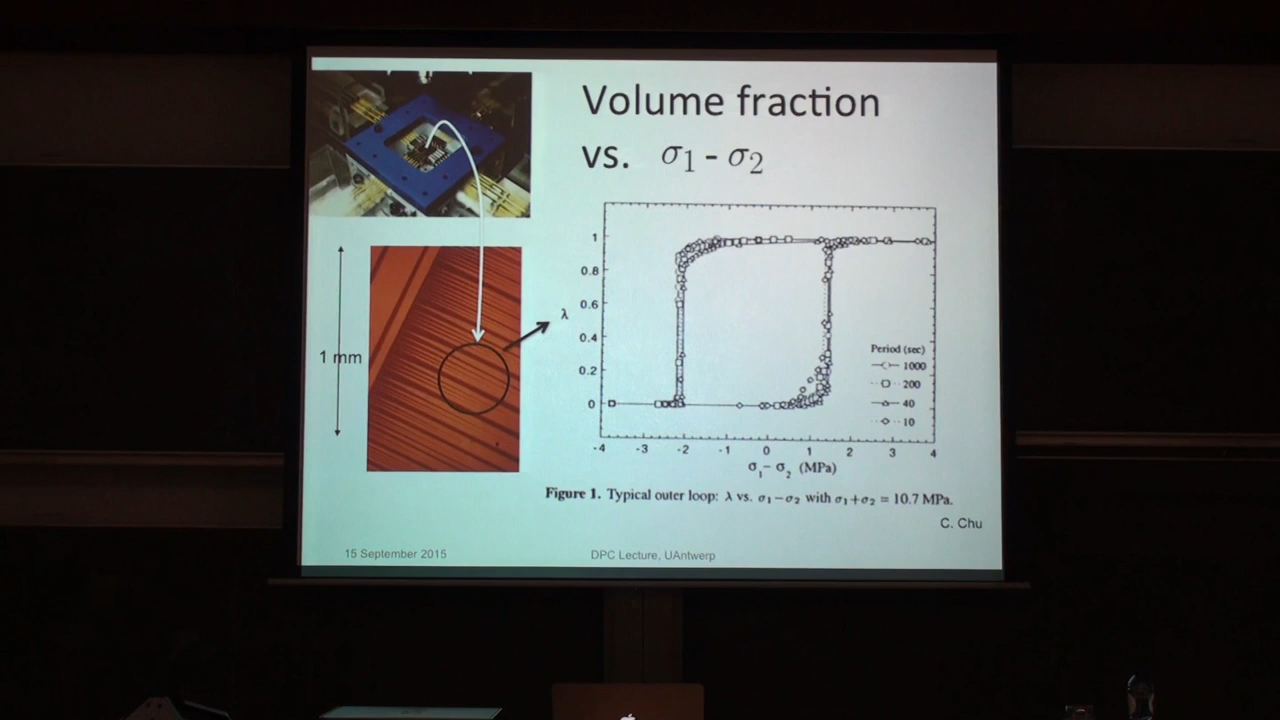 Volume fraction
vs. σ1 - σ2
1 mm
λ
1
0.8
0.6
0.4
0.2
0
-4 -3 -2 -1 0 1 2 3 4
σ1– σ2 (MPa)
Period (sec)
1000
200
40
10
Figure 1. Typical outer loop: λ vs. σ1–σ2 with σ1+σ2 = 10.7 MPa.
C. Chu
15 September 2015
DPC Lecture, UAntwerp